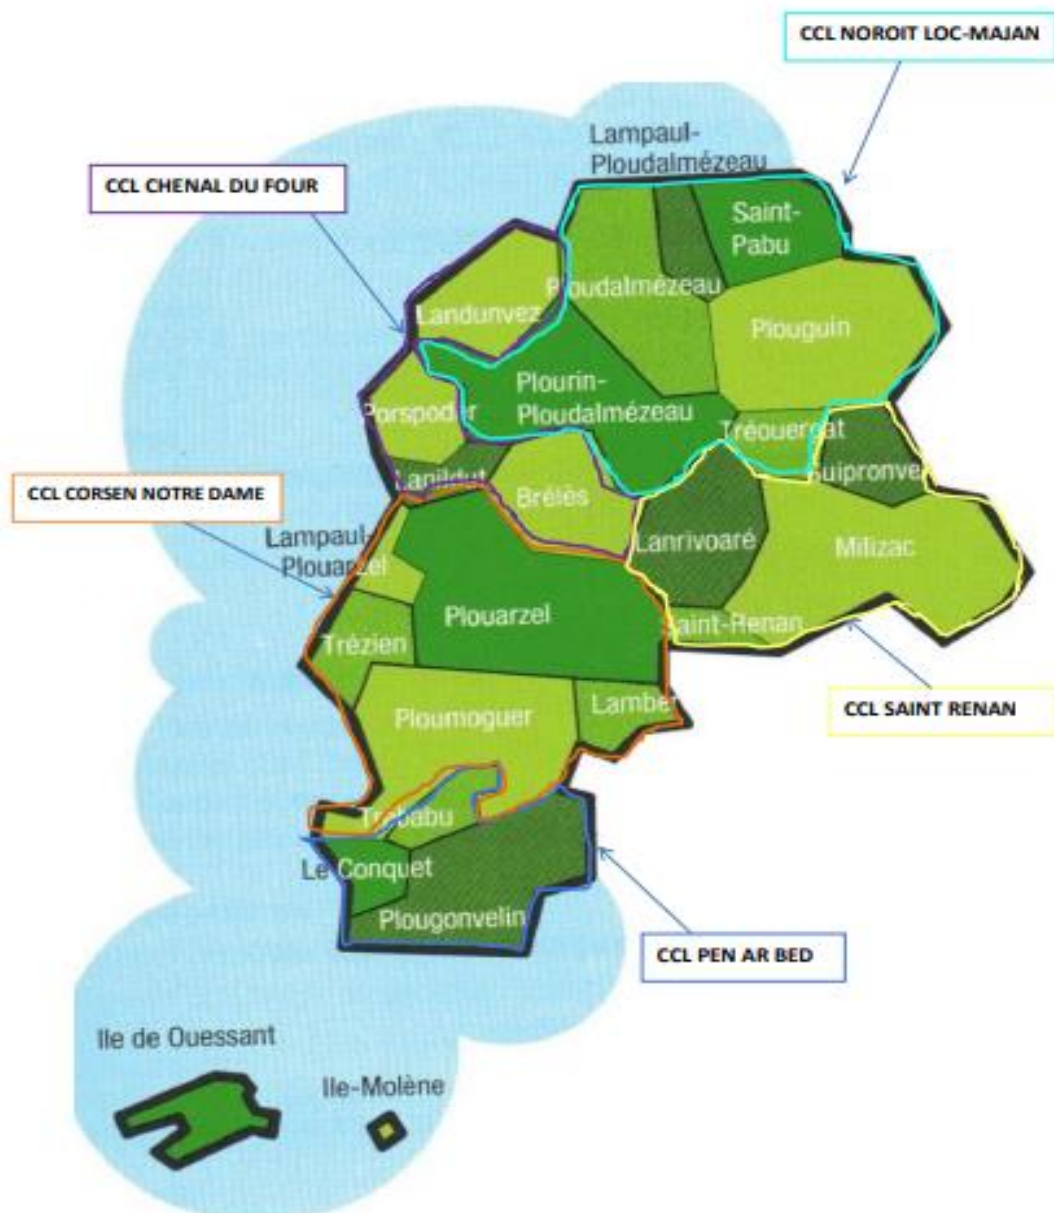 CCL NOROIT LOC-MAJAN
Lampaul-
Ploudalmézeau
CCL CHENAL DU FOUR
Saint-
Pabu
Ploudalmézeau
Landunvez
Plouguin
Plourin-
Ploudalmézeau
Porspoder
Tréouergat
Guipronvel
Lanildut
CCL CORSEN NOTRE DAME
Brélès
Lanrivoaré
Milizac
Lampaul-
Plouarzel
Plouarzel
Saint-Renan
Trézien
Lamber
CCL SAINT RENAN
Ploumoguer
Trébabu
Le Conquet
Plougonvelin
CCL PEN AR BED
Ile de Ouessant
Ile-Molène